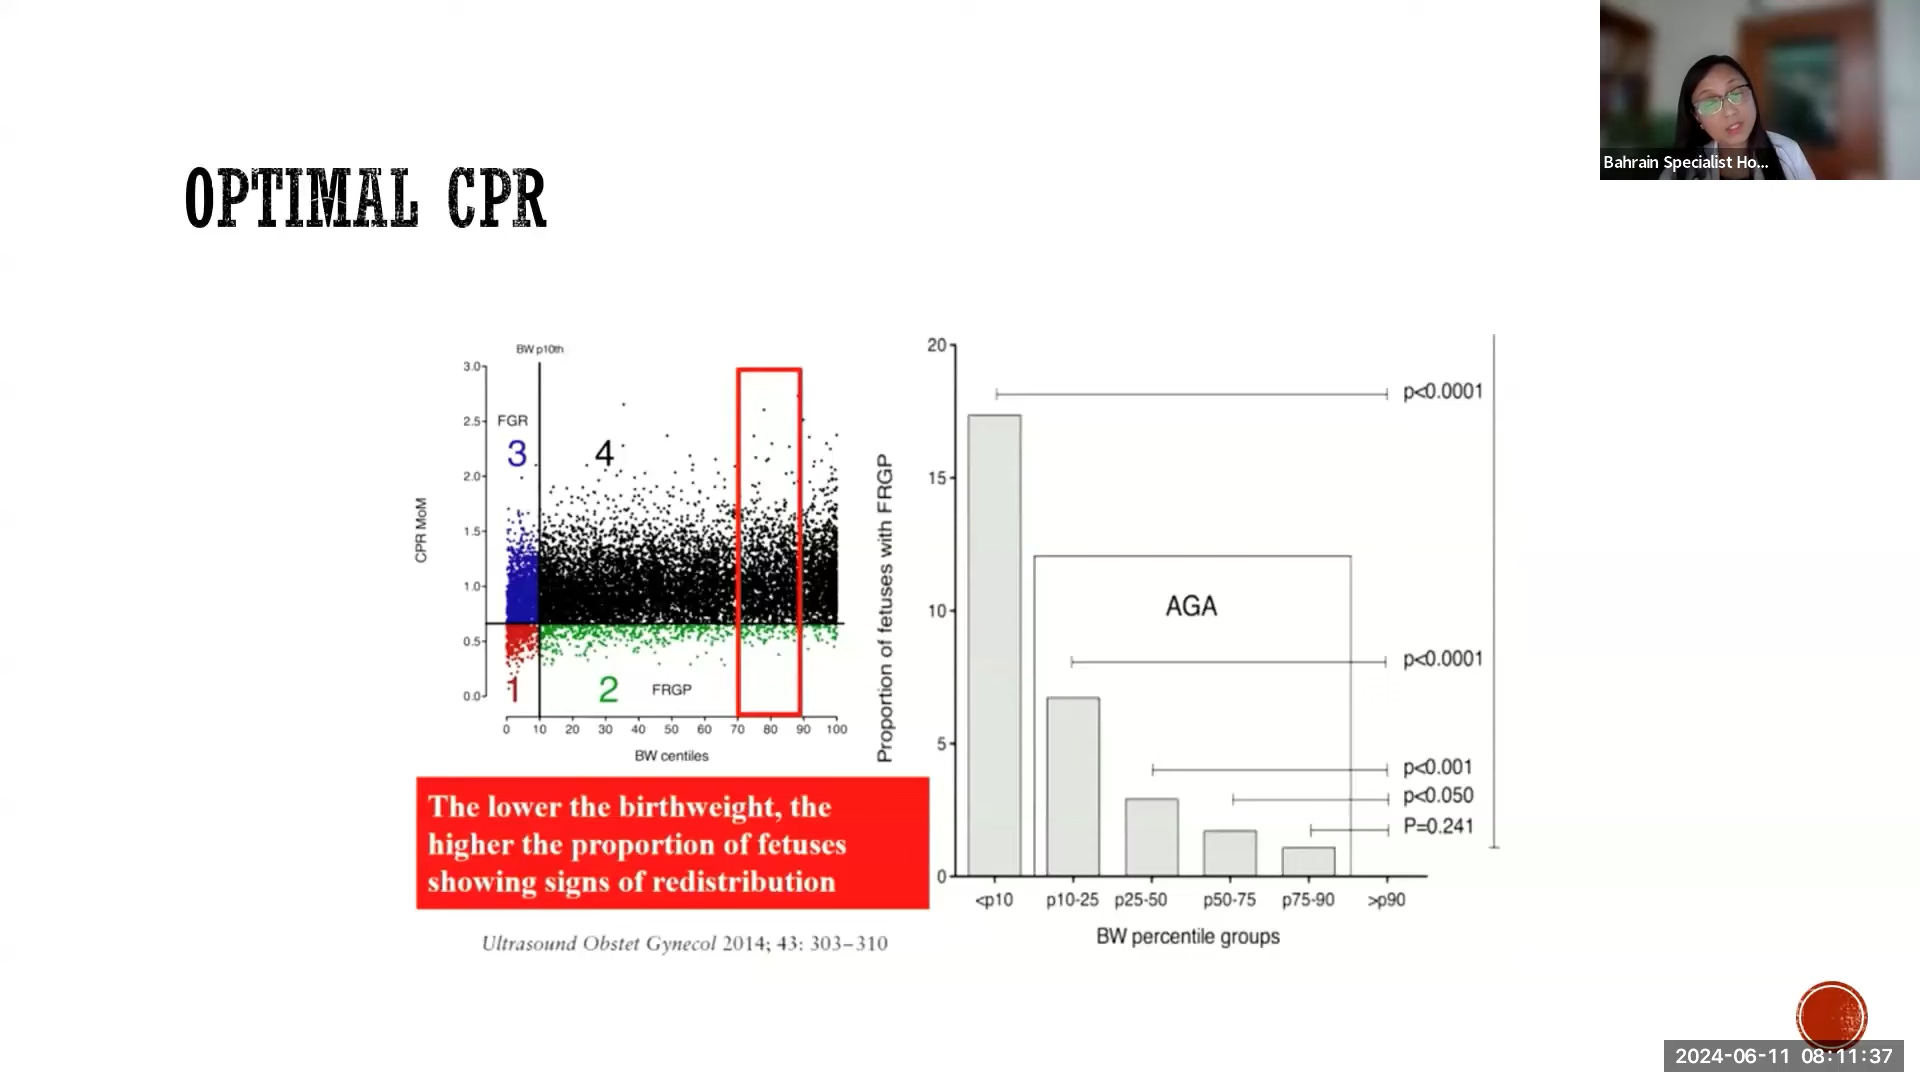 Bahrain Specialist Ho...
OPTIMAL CPR
BW p10th
3.0
2.5
2.0
1.5
1.0
0.5
0.0
CPR MoM
FGR
3
4
1
2
FRGP
0 10 20 30 40 50 60 70 80 90 100
BW centiles
Proportion of fetuses with FRGP
20
15
10
5
0
p<0.0001
AGA
p<0.0001
p<0.001
p<0.050
P=0.241
<p10 p10-25 p25-50 p50-75 p75-90 >p90
BW percentile groups
The lower the birthweight, the
higher the proportion of fetuses
showing signs of redistribution
Ultrasound Obstet Gynecol 2014; 43: 303–310
2024-06-11 08:11:37